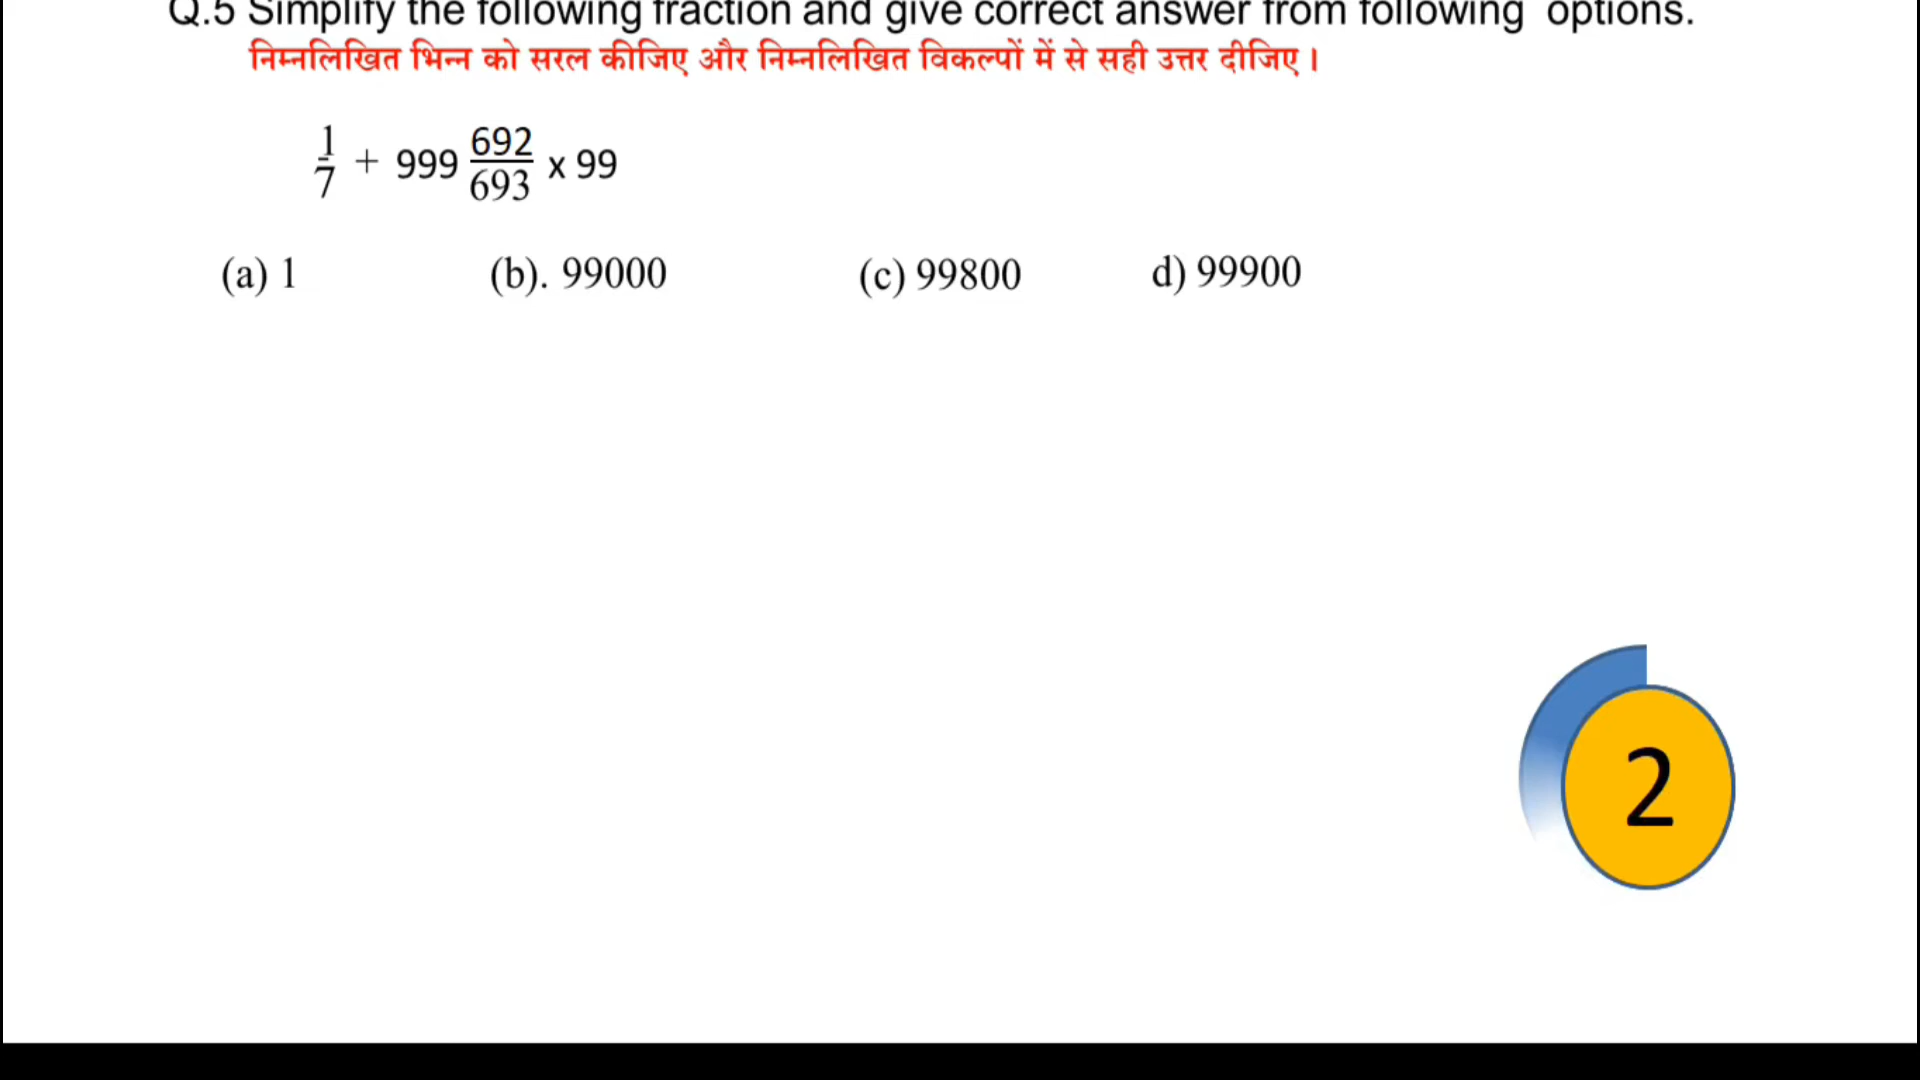 Q.5 Simplify the following fraction and give correct answer from following options.
निम्नलिखित भिन्न को सरल कीजिए और निम्नलिखित विकल्पों में से सही उत्तर दीजिए।
1/7 + 999 692/693 x 99
(a) 1 (b). 99000 (c) 99800 d) 99900
2